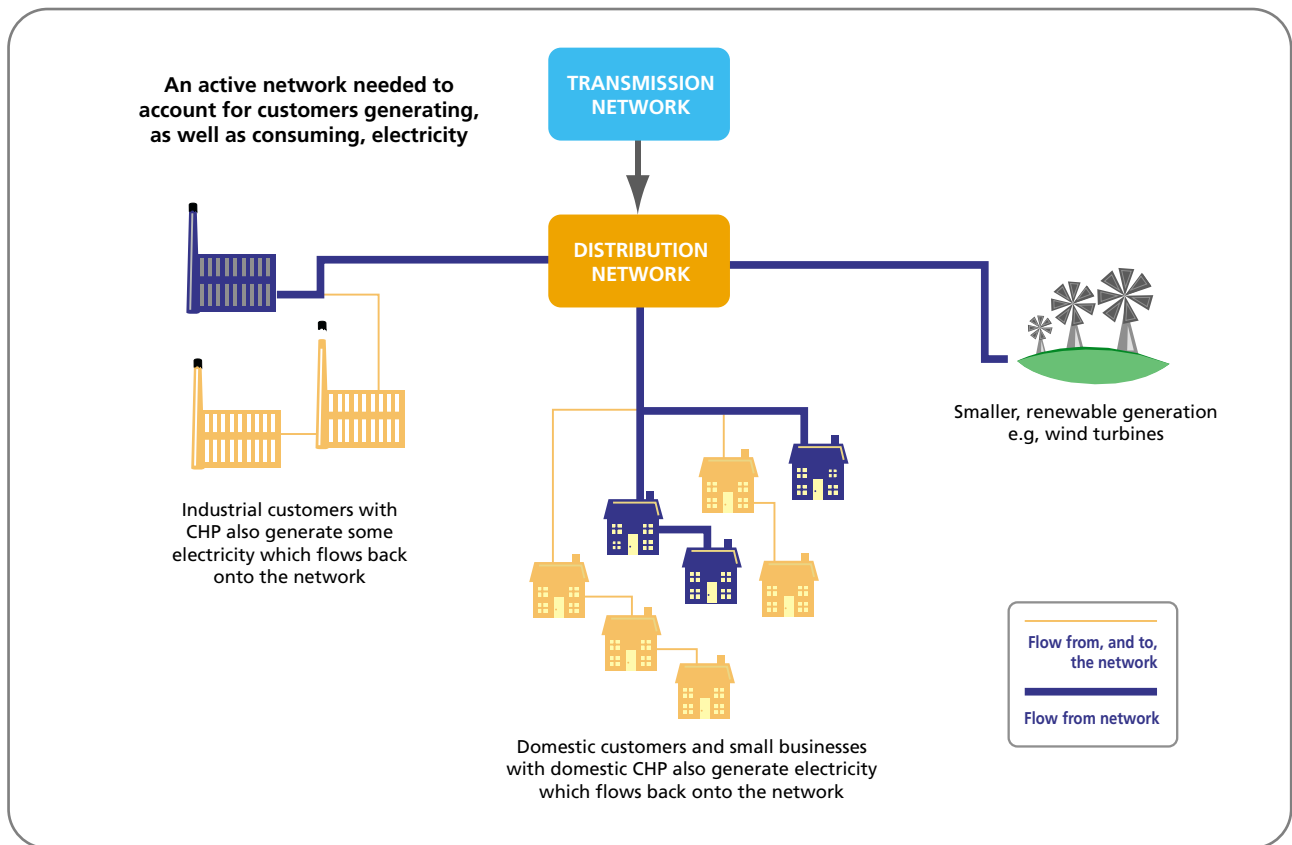 An active network needed to
account for customers generating,
as well as consuming, electricity
TRANSMISSION
NETWORK
DISTRIBUTION
NETWORK
Smaller, renewable generation
e.g, wind turbines
Industrial customers with
CHP also generate some
electricity which flows back
onto the network
Domestic customers and small businesses
with domestic CHP also generate electricity
which flows back onto the network
Flow from, and to,
the network
Flow from network